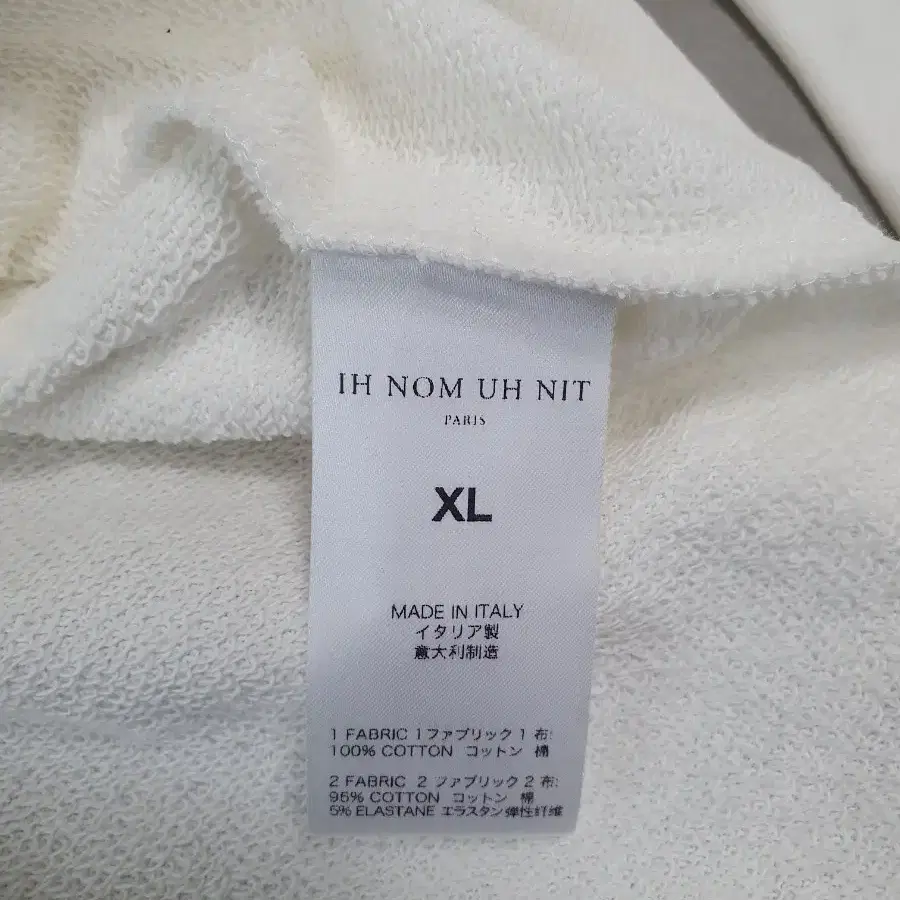 IH NOM UH NIT
PARIS
XL
MADE IN ITALY
イタリア製
意大利制造
1 FABRIC 1 ファブリック 1 布:
100% COTTON コットン 棉
2 FABRIC 2 ファブリック 2 布:
95% COTTON コットン 棉
5% ELASTANE エラスタン 弹性纤维